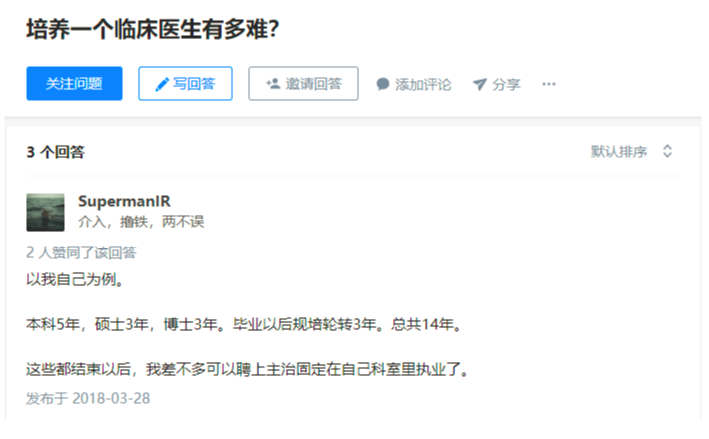 培养一个临床医生有多难？
关注问题 写回答 邀请回答 添加评论 分享 ···
3 个回答 默认排序
SupermanIR
介入，撸铁，两不误
2 人赞同了该回答
以我自己为例。
本科5年，硕士3年，博士3年。毕业以后规培轮转3年。总共14年。
这些都结束以后，我差不多可以聘上主治固定在自己科室里执业了。
发布于 2018-03-28